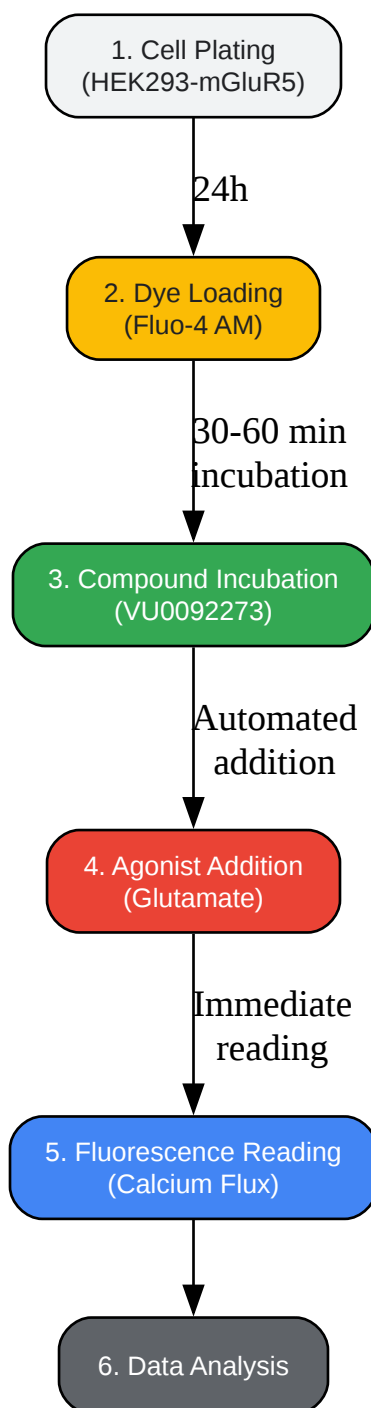 1. Cell Plating
(HEK293-mGluR5)
24h
2. Dye Loading
(Fluo-4 AM)
30-60 min
incubation
3. Compound Incubation
(VU0092273)
Automated
addition
4. Agonist Addition
(Glutamate)
Immediate
reading
5. Fluorescence Reading
(Calcium Flux)
6. Data Analysis